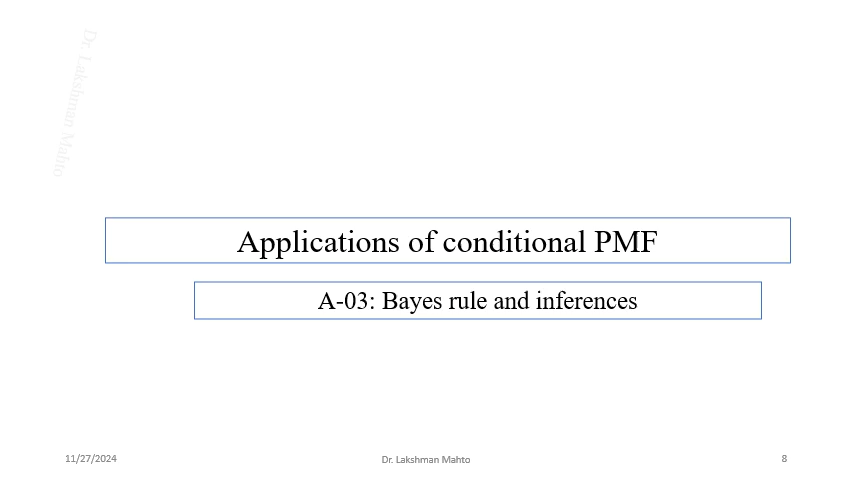 Dr. Lakshman Mahto
Applications of conditional PMF
A-03: Bayes rule and inferences
11/27/2024
Dr. Lakshman Mahto
8